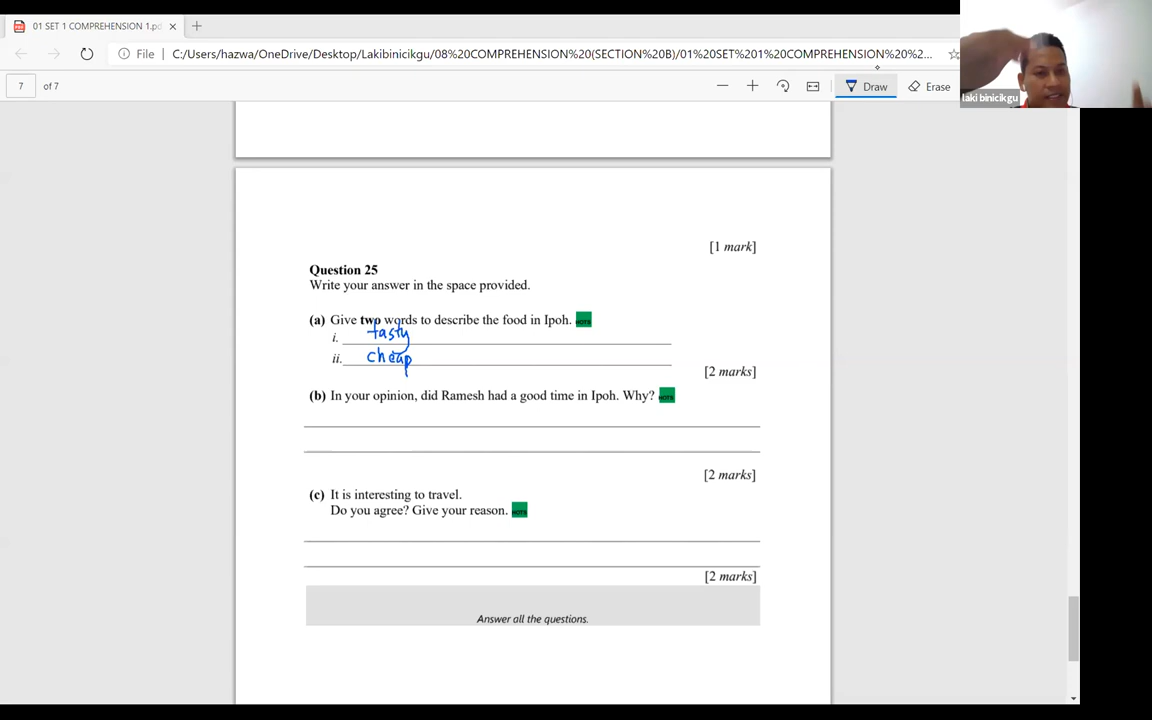 01 SET 1 COMPREHENSION 1.pd
File C:/Users/hazwa/OneDrive/Desktop/Lakibinicikgu/08%20COMPREHENSION%20(SECTION%20B)/01%20SET%201%20COMPREHENSION%20%2...
7 of 7 Draw Erase
laki binicikgu
[1 mark]
Question 25
Write your answer in the space provided.
(a) Give two words to describe the food in Ipoh. HOTS
i. tasty
ii. cheap
[2 marks]
(b) In your opinion, did Ramesh had a good time in Ipoh. Why? HOTS
[2 marks]
(c) It is interesting to travel.
Do you agree? Give your reason. HOTS
[2 marks]
Answer all the questions.